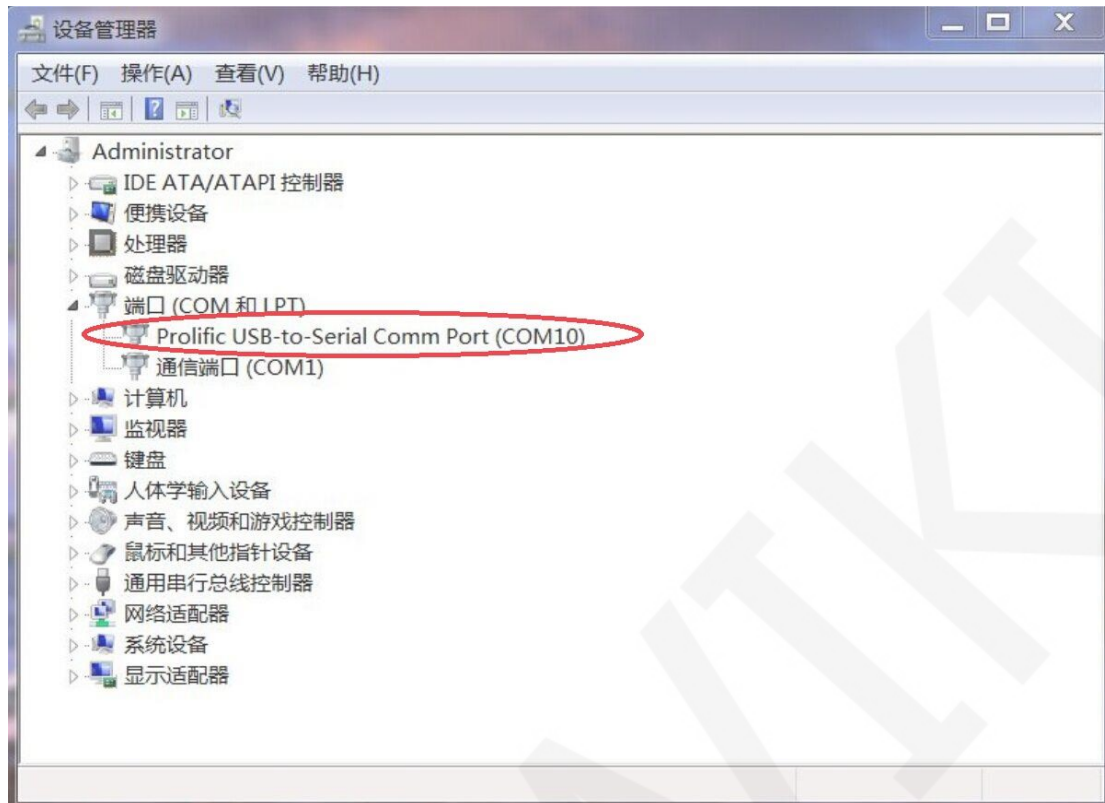 设备管理器
文件(F) 操作(A) 查看(V) 帮助(H)
Administrator
IDE ATA/ATAPI 控制器
便携设备
处理器
磁盘驱动器
端口 (COM 和 LPT)
Prolific USB-to-Serial Comm Port (COM10)
通信端口 (COM1)
计算机
监视器
键盘
人体学输入设备
声音、视频和游戏控制器
鼠标和其他指针设备
通用串行总线控制器
网络适配器
系统设备
显示适配器